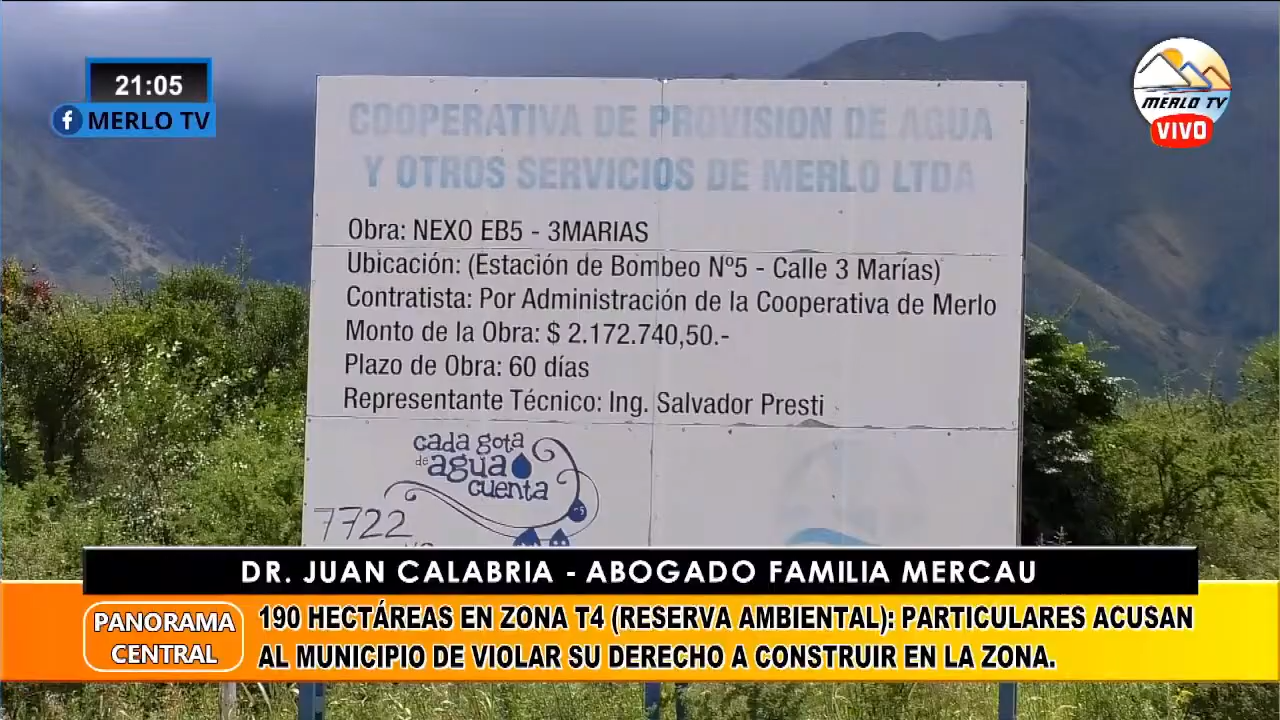 21:05
MERLO TV
MERLO TV
VIVO
COOPERATIVA DE PROVISION DE AGUA
Y OTROS SERVICIOS DE MERLO LTDA
Obra: NEXO EB5 - 3MARIAS
Ubicación: (Estación de Bombeo Nº5 - Calle 3 Marías)
Contratista: Por Administración de la Cooperativa de Merlo
Monto de la Obra: $ 2.172.740,50.-
Plazo de Obra: 60 días
Representante Técnico: Ing. Salvador Presti
cada gota
de agua
cuenta
7722
DR. JUAN CALABRIA - ABOGADO FAMILIA MERCAU
PANORAMA
CENTRAL
190 HECTÁREAS EN ZONA T4 (RESERVA AMBIENTAL): PARTICULARES ACUSAN
AL MUNICIPIO DE VIOLAR SU DERECHO A CONSTRUIR EN LA ZONA.